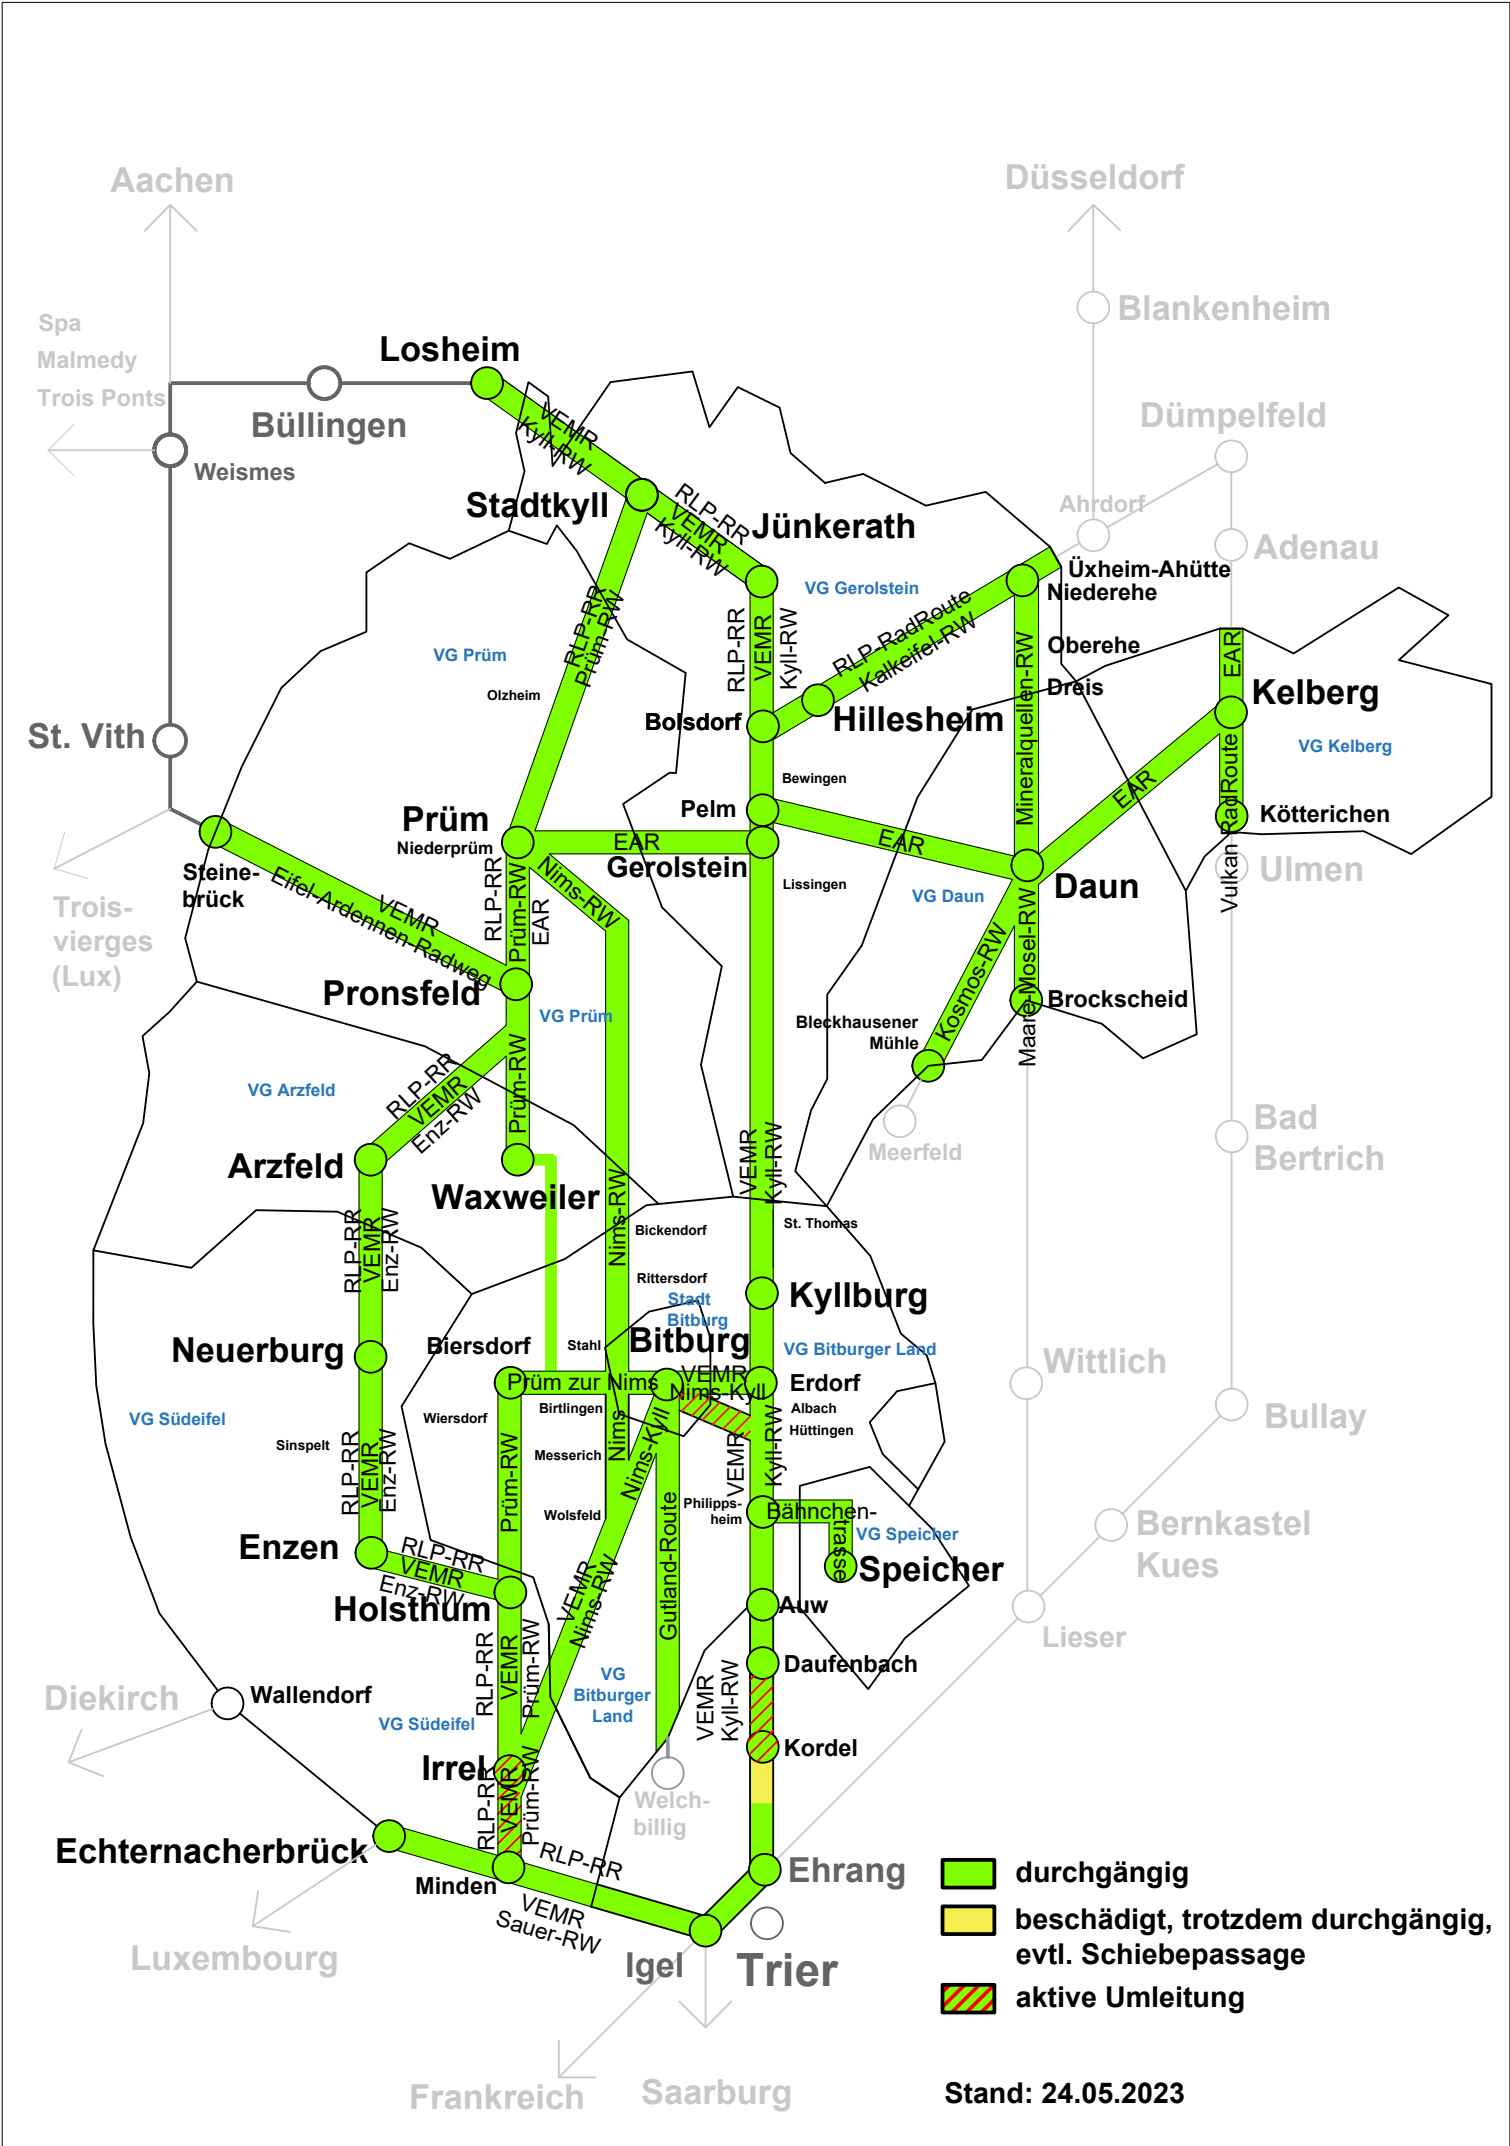 Aachen
Düsseldorf
Blankenheim
Spa
Malmedy
Trois Ponts
Losheim
Büllingen
Weismes
VEMR
Kyll-RW
Dümpelfeld
Stadtkyll
RLP-RR
VEMR
Kyll-RW
Jünkerath
Ahrdorf
Adenau
Üxheim-Ahütte
Niederehe
VG Gerolstein
RLP-RR
Prüm-RW
RLP-RR
VEMR
Kyll-RW
RLP-RadRoute
Kalkeifel-RW
Oberehe
EAR
VG Prüm
Olzheim
Dreis
Kelberg
Bolsdorf
Hillesheim
Mineralquellen-RW
VG Kelberg
St. Vith
Bewingen
EAR
Vulkan RadRoute
Pelm
Kötterichen
Prüm
Niederprüm
EAR
Gerolstein
EAR
Steine-
brück
VEMR
Eifel-Ardennen-Radweg
RLP-RR
Prüm-RW
EAR
Nims-RW
Lissingen
VG Daun
Daun
Ulmen
Trois-
vierges
(Lux)
Pronsfeld
Kosmos-RW
Maare-Mosel-RW
Brockscheid
VG Prüm
Bleckhausener
Mühle
VG Arzfeld
RLP-RR
VEMR
Enz-RW
Prüm-RW
Bad
Bertrich
Meerfeld
Arzfeld
Waxweiler
VEMR
Kyll-RW
Nims-RW
Bickendorf
St. Thomas
RLP-RR
VEMR
Enz-RW
Rittersdorf
Stadt
Bitburg
Kyllburg
Neuerburg
Biersdorf
Stahl
Bitburg
VG Bitburger Land
Wittlich
Prüm zur Nims
VEMR
Nims-Kyll
Erdorf
VG Südeifel
Wiersdorf
Birtlingen
Albach
Hüttingen
Bullay
Sinspelt
RLP-RR
VEMR
Enz-RW
Messerich
Nims
Nims-Kyll
VEMR
Kyll-RW
Prüm-RW
Wolsfeld
Philipps-
heim
Bähnchen-
trasse
VG Speicher
Bernkastel
Kues
Enzen
RLP-RR
VEMR
Enz-RW
Gutland-Route
Speicher
Holsthum
VEMR
Nims-RW
Auw
Lieser
RLP-RR
VEMR
Prüm-RW
Daufenbach
VG
Bitburger
Land
VEMR
Kyll-RW
Diekirch
Wallendorf
VG Südeifel
Kordel
Irrel
RLP-RR
VEMR
Prüm-RW
Welch-
billig
Echternacherbrück
RLP-RR
Minden
Ehrang
VEMR
Sauer-RW
Luxembourg
Igel
Trier
Frankreich
Saarburg
durchgängig
beschädigt, trotzdem durchgängig,
evtl. Schiebepassage
aktive Umleitung
Stand: 24.05.2023